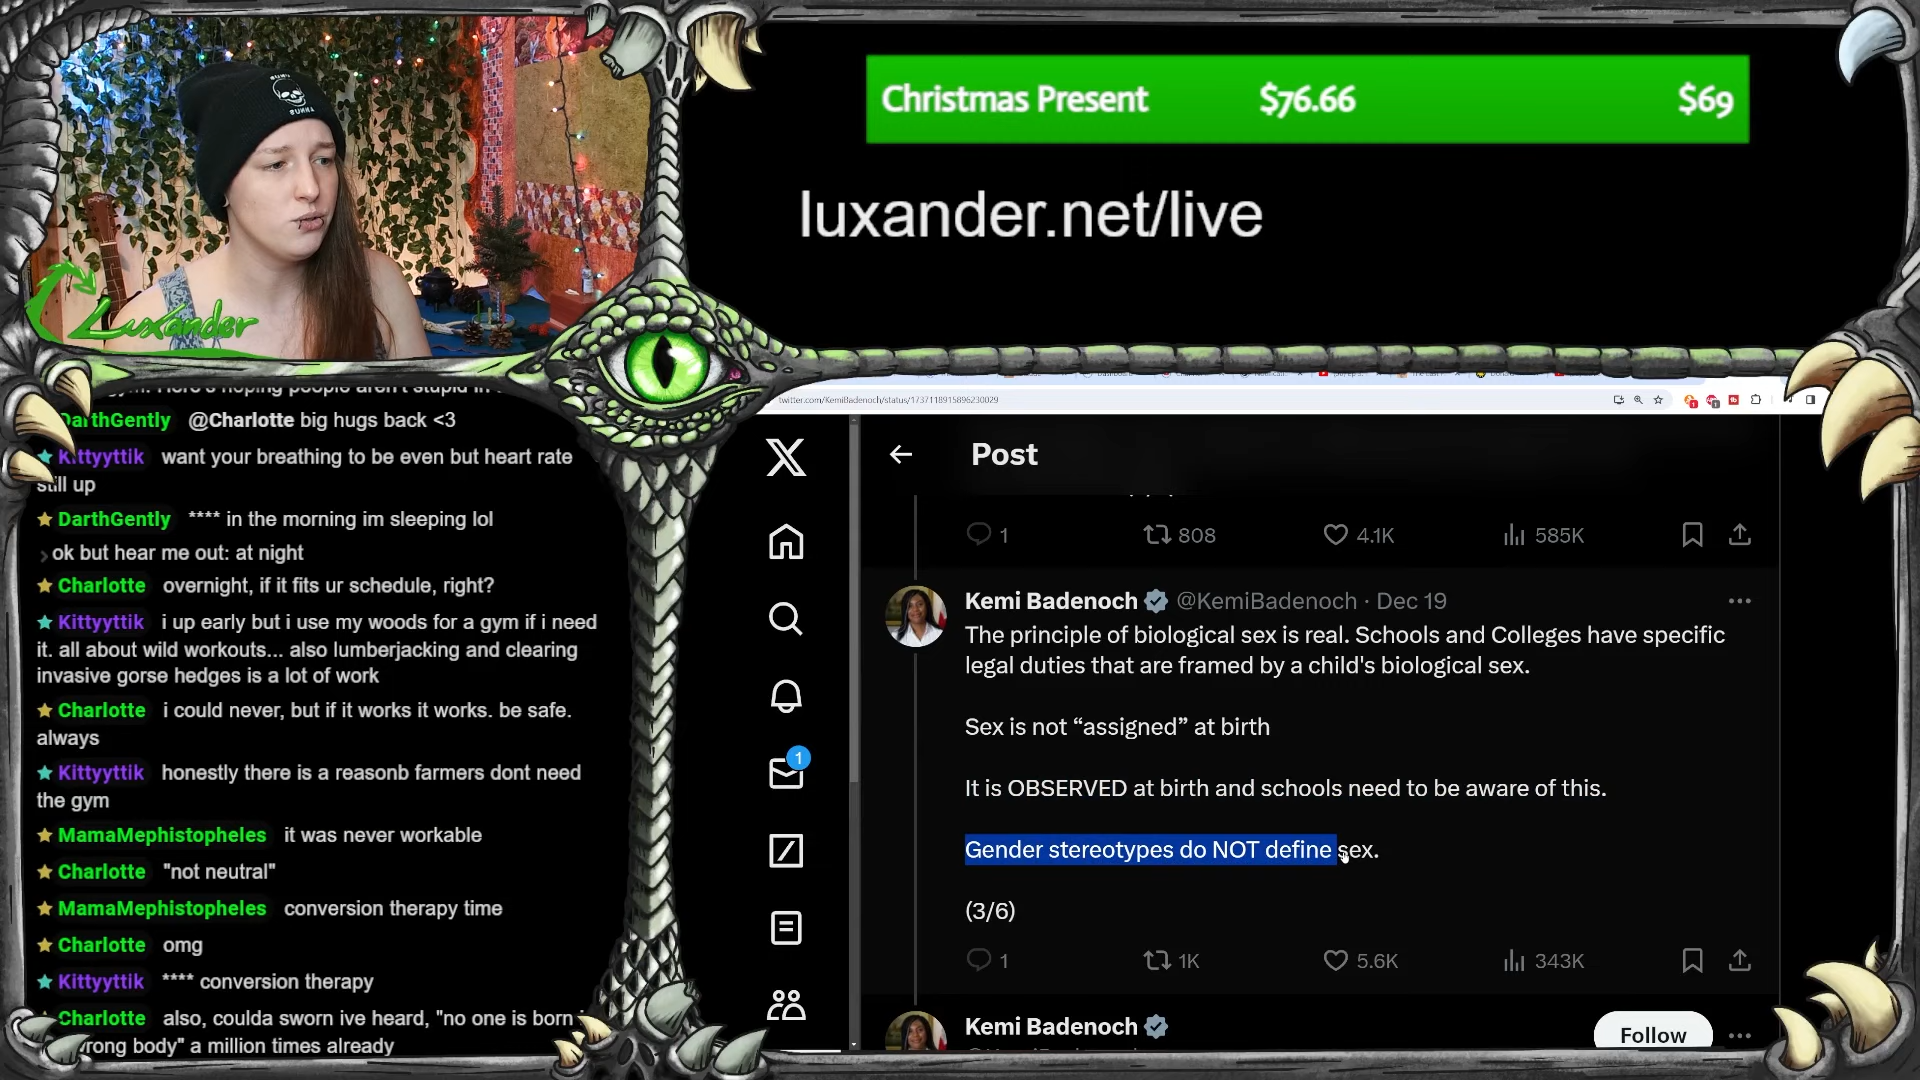 Christmas Present $76.66 $69
luxander.net/live
Luxander
DarthGently @Charlotte big hugs back <3
Kittyyttik want your breathing to be even but heart rate
still up
DarthGently **** in the morning im sleeping lol
ok but hear me out: at night
Charlotte overnight, if it fits ur schedule, right?
Kittyyttik i up early but i use my woods for a gym if i need
it. all about wild workouts... also lumberjacking and clearing
invasive gorse hedges is a lot of work
Charlotte i could never, but if it works it works. be safe.
always
Kittyyttik honestly there is a reasonb farmers dont need
the gym
MamaMephistopheles it was never workable
Charlotte "not neutral"
MamaMephistopheles conversion therapy time
Charlotte omg
Kittyyttik **** conversion therapy
Charlotte also, coulda sworn ive heard, "no one is born
body" a million times already
twitter.com/KemiBadenoch/status/1737118915896230029
1
Post
1 808 4.1K 585K
Kemi Badenoch @KemiBadenoch · Dec 19
The principle of biological sex is real. Schools and Colleges have specific
legal duties that are framed by a child's biological sex.
Sex is not “assigned” at birth
It is OBSERVED at birth and schools need to be aware of this.
Gender stereotypes do NOT define sex.
(3/6)
1 1K 5.6K 343K
Kemi Badenoch
Follow